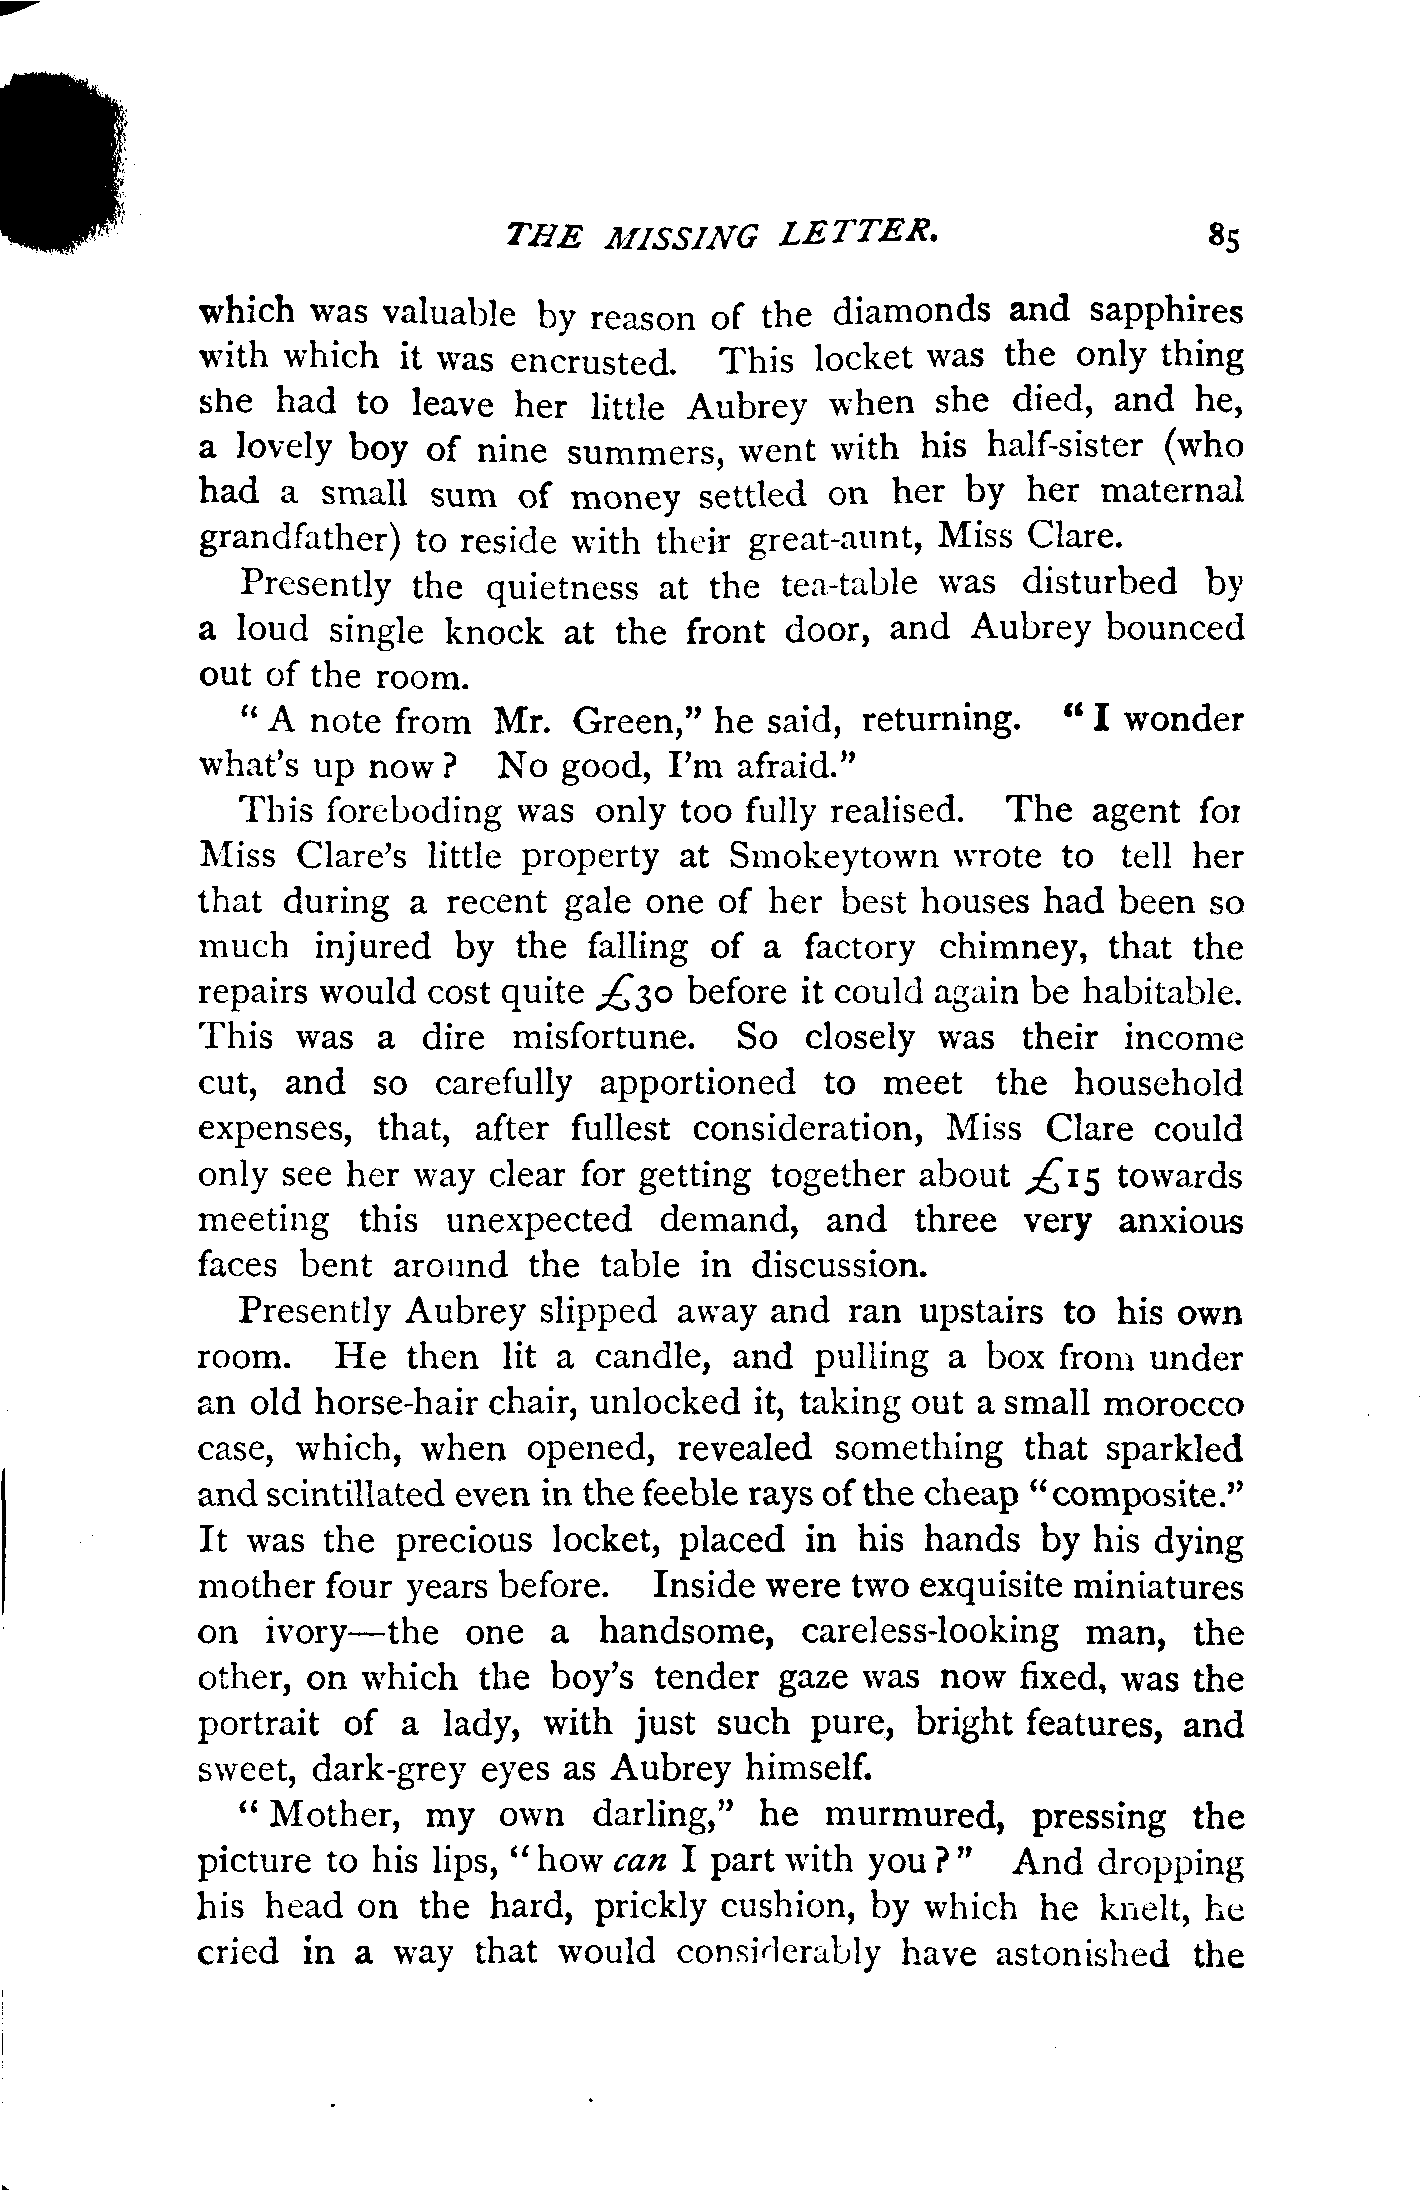 THE MISSING LETTER. 85
which was valuable by reason of the diamonds and sapphires
with which it was encrusted. This locket was the only thing
she had to leave her little Aubrey when she died, and he,
a lovely boy of nine summers, went with his half-sister (who
had a small sum of money settled on her by her maternal
grandfather) to reside with their great-aunt, Miss Clare.
Presently the quietness at the tea-table was disturbed by
a loud single knock at the front door, and Aubrey bounced
out of the room.
“A note from Mr. Green,” he said, returning. “I wonder
what's up now? No good, I'm afraid.”
This foreboding was only too fully realised. The agent for
Miss Clare's little property at Smokeytown wrote to tell her
that during a recent gale one of her best houses had been so
much injured by the falling of a factory chimney, that the
repairs would cost quite £30 before it could again be habitable.
This was a dire misfortune. So closely was their income
cut, and so carefully apportioned to meet the household
expenses, that, after fullest consideration, Miss Clare could
only see her way clear for getting together about £15 towards
meeting this unexpected demand, and three very anxious
faces bent around the table in discussion.
Presently Aubrey slipped away and ran upstairs to his own
room. He then lit a candle, and pulling a box from under
an old horse-hair chair, unlocked it, taking out a small morocco
case, which, when opened, revealed something that sparkled
and scintillated even in the feeble rays of the cheap “composite.”
It was the precious locket, placed in his hands by his dying
mother four years before. Inside were two exquisite miniatures
on ivory—the one a handsome, careless-looking man, the
other, on which the boy's tender gaze was now fixed, was the
portrait of a lady, with just such pure, bright features, and
sweet, dark-grey eyes as Aubrey himself.
“Mother, my own darling,” he murmured, pressing the
picture to his lips, “how can I part with you?” And dropping
his head on the hard, prickly cushion, by which he knelt, he
cried in a way that would considerably have astonished the